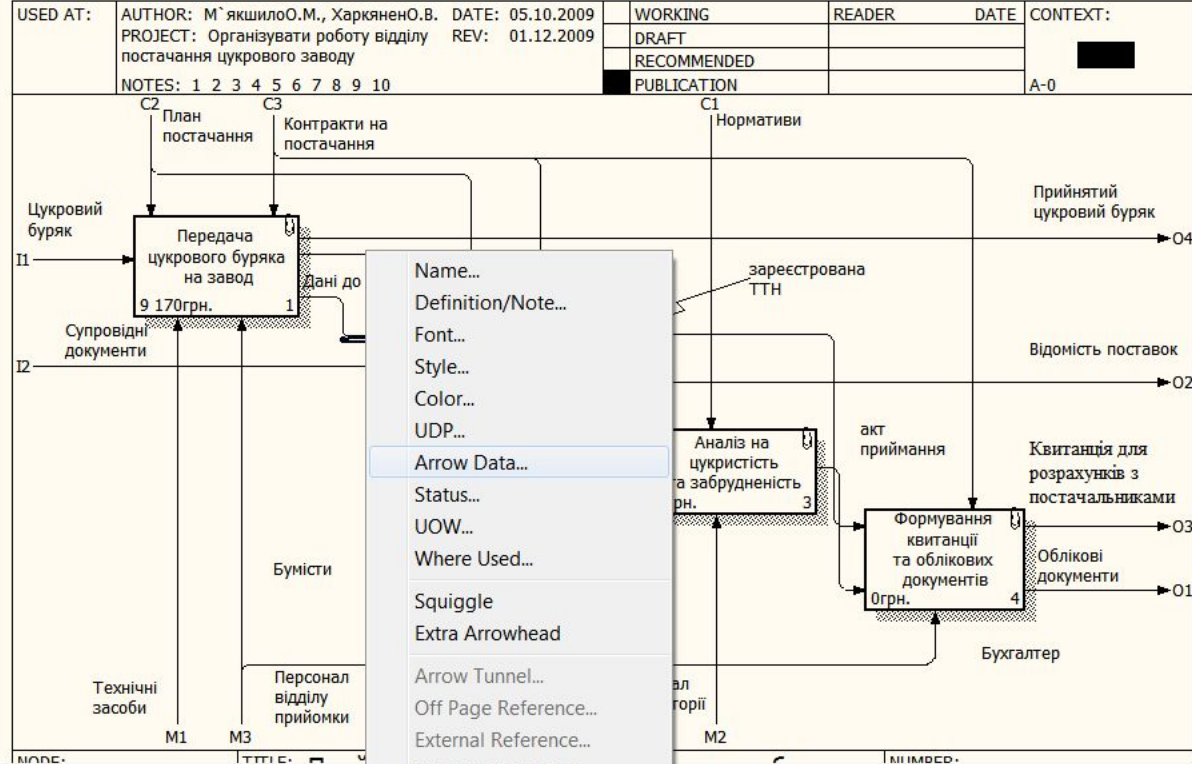 USED AT:
AUTHOR: М`якшилоО.М., ХаркяненО.В. DATE: 05.10.2009
PROJECT: Організувати роботу відділу REV: 01.12.2009
постачання цукрового заводу
NOTES: 1 2 3 4 5 6 7 8 9 10
WORKING
DRAFT
RECOMMENDED
PUBLICATION
READER DATE
CONTEXT:
A-0
C2
План
постачання
C3
Контракти на
постачання
C1
Нормативи
Цукровий
буряк
I1
Передача
цукрового буряка
на завод
9 170грн. 1
Дані до
Прийнятий
цукровий буряк
O4
зареєстрована
ТТН
Супровідні
документи
I2
Відомість поставок
O2
Name...
Definition/Note...
Font...
Style...
Color...
UDP...
Arrow Data...
Status...
UOW...
Where Used...
Squiggle
Extra Arrowhead
Arrow Tunnel...
Off Page Reference...
External Reference...
Аналіз на
цукристість
а забрудненість
рн. 3
акт
приймання
Квитанція для
розрахунків з
постачальниками
O3
Формування
квитанції
та облікових
документів
0грн. 4
Облікові
документи
O1
Бумісти
Бухгалтер
Технічні
засоби
M1
Персонал
відділу
прийомки
M3
ал
торії
M2
NODE:
TITLE:
NUMBER: